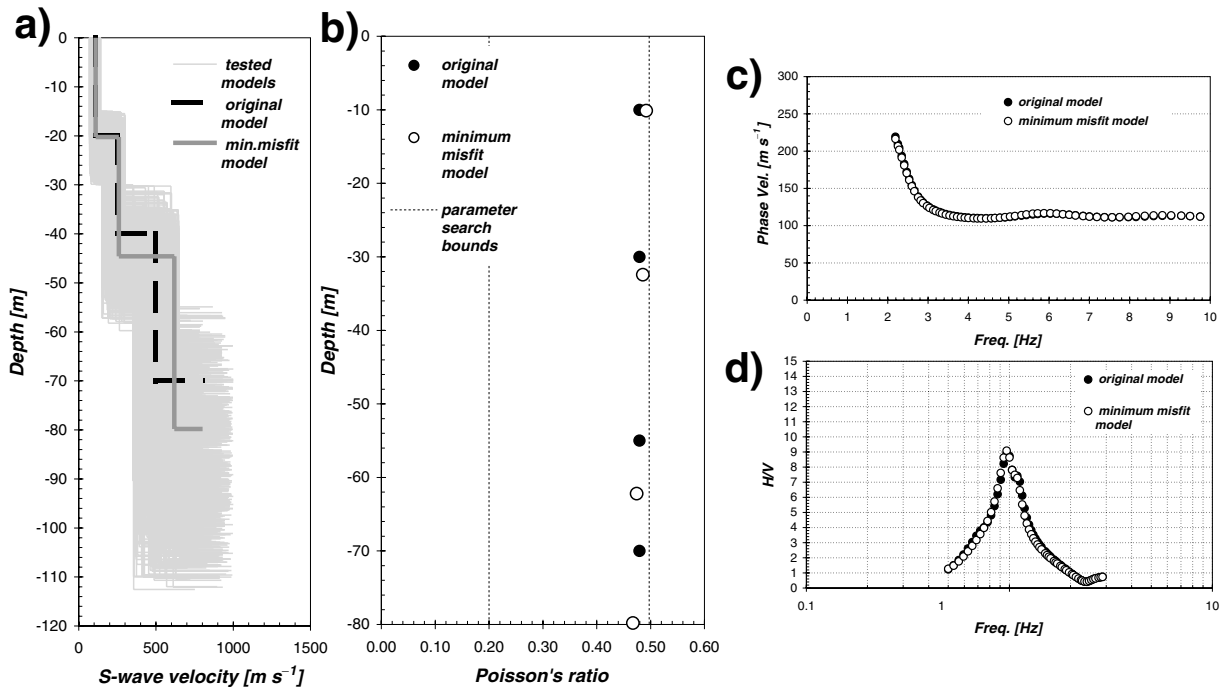 a)
0
-10
-20
-30
-40
-50
-60
-70
-80
-90
-100
-110
-120
0
500
1000
1500
Depth [m]
S-wave velocity [m s⁻¹]
tested
models
original
model
min.misfit
model
b)
0
-10
-20
-30
-40
-50
-60
-70
-80
0.00
0.10
0.20
0.30
0.40
0.50
0.60
Depth [m]
Poisson's ratio
original
model
minimum
misfit
model
parameter
search
bounds
c)
300
250
200
150
100
50
0
0
1
2
3
4
5
6
7
8
9
10
Phase Vel. [m s⁻¹]
Freq. [Hz]
original model
minimum misfit model
d)
15
14
13
12
11
10
9
8
7
6
5
4
3
2
1
0
0.1
1
10
H/V
Freq. [Hz]
original model
minimum misfit
model